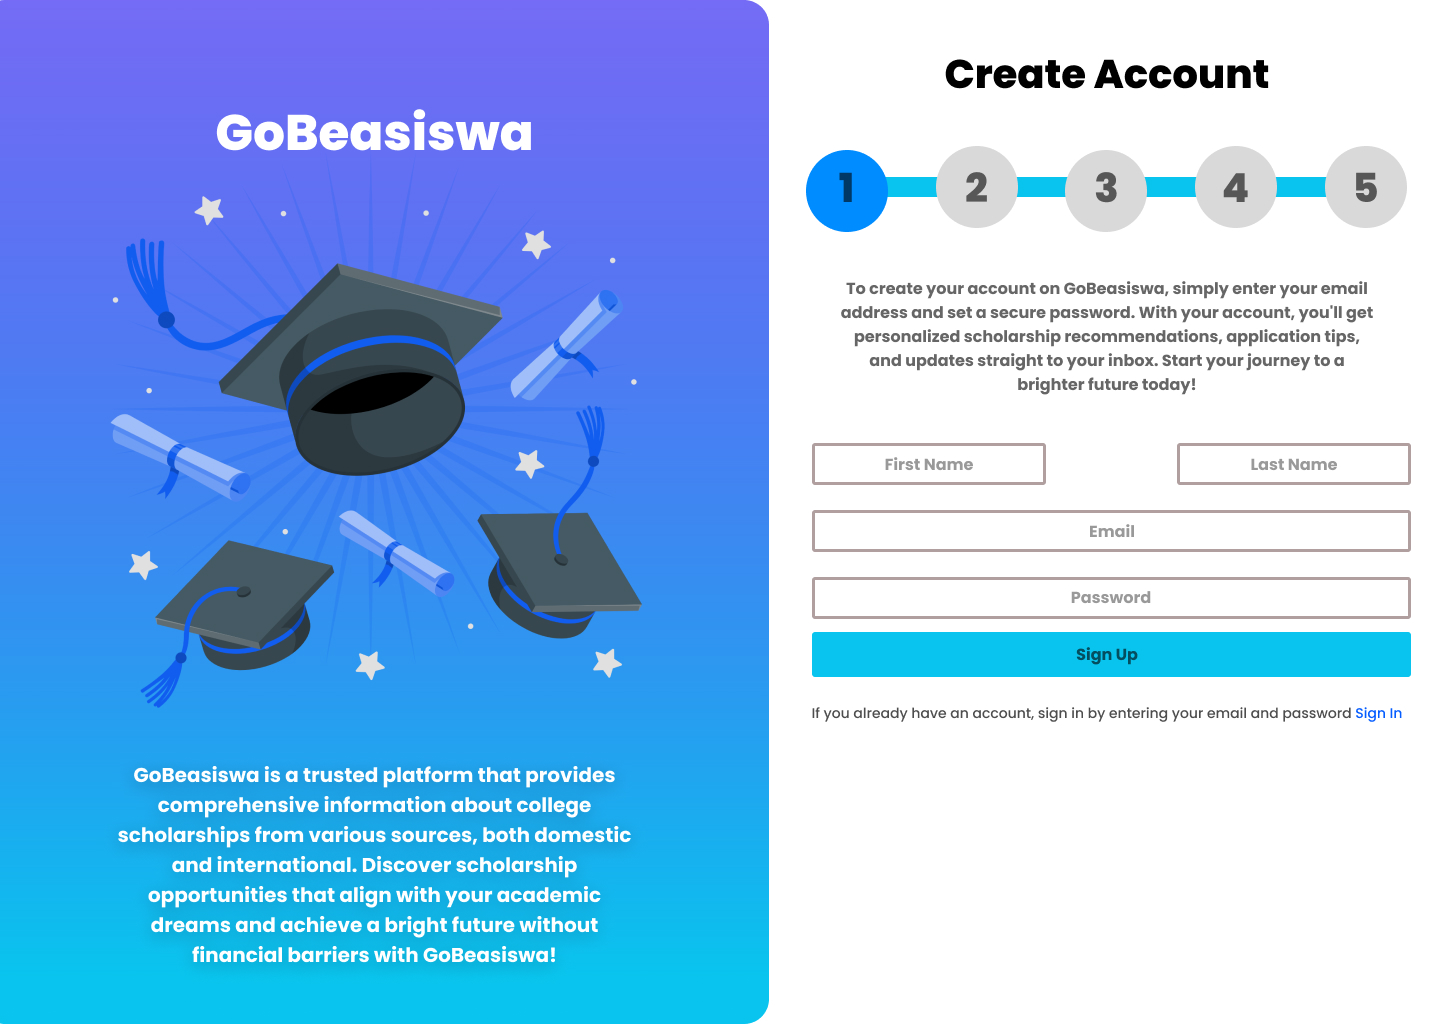 GoBeasiswa
GoBeasiswa is a trusted platform that provides
comprehensive information about college
scholarships from various sources, both domestic
and international. Discover scholarship
opportunities that align with your academic
dreams and achieve a bright future without
financial barriers with GoBeasiswa!
Create Account
1 2 3 4 5
To create your account on GoBeasiswa, simply enter your email
address and set a secure password. With your account, you'll get
personalized scholarship recommendations, application tips,
and updates straight to your inbox. Start your journey to a
brighter future today!
First Name Last Name
Email
Password
Sign Up
If you already have an account, sign in by entering your email and password Sign In